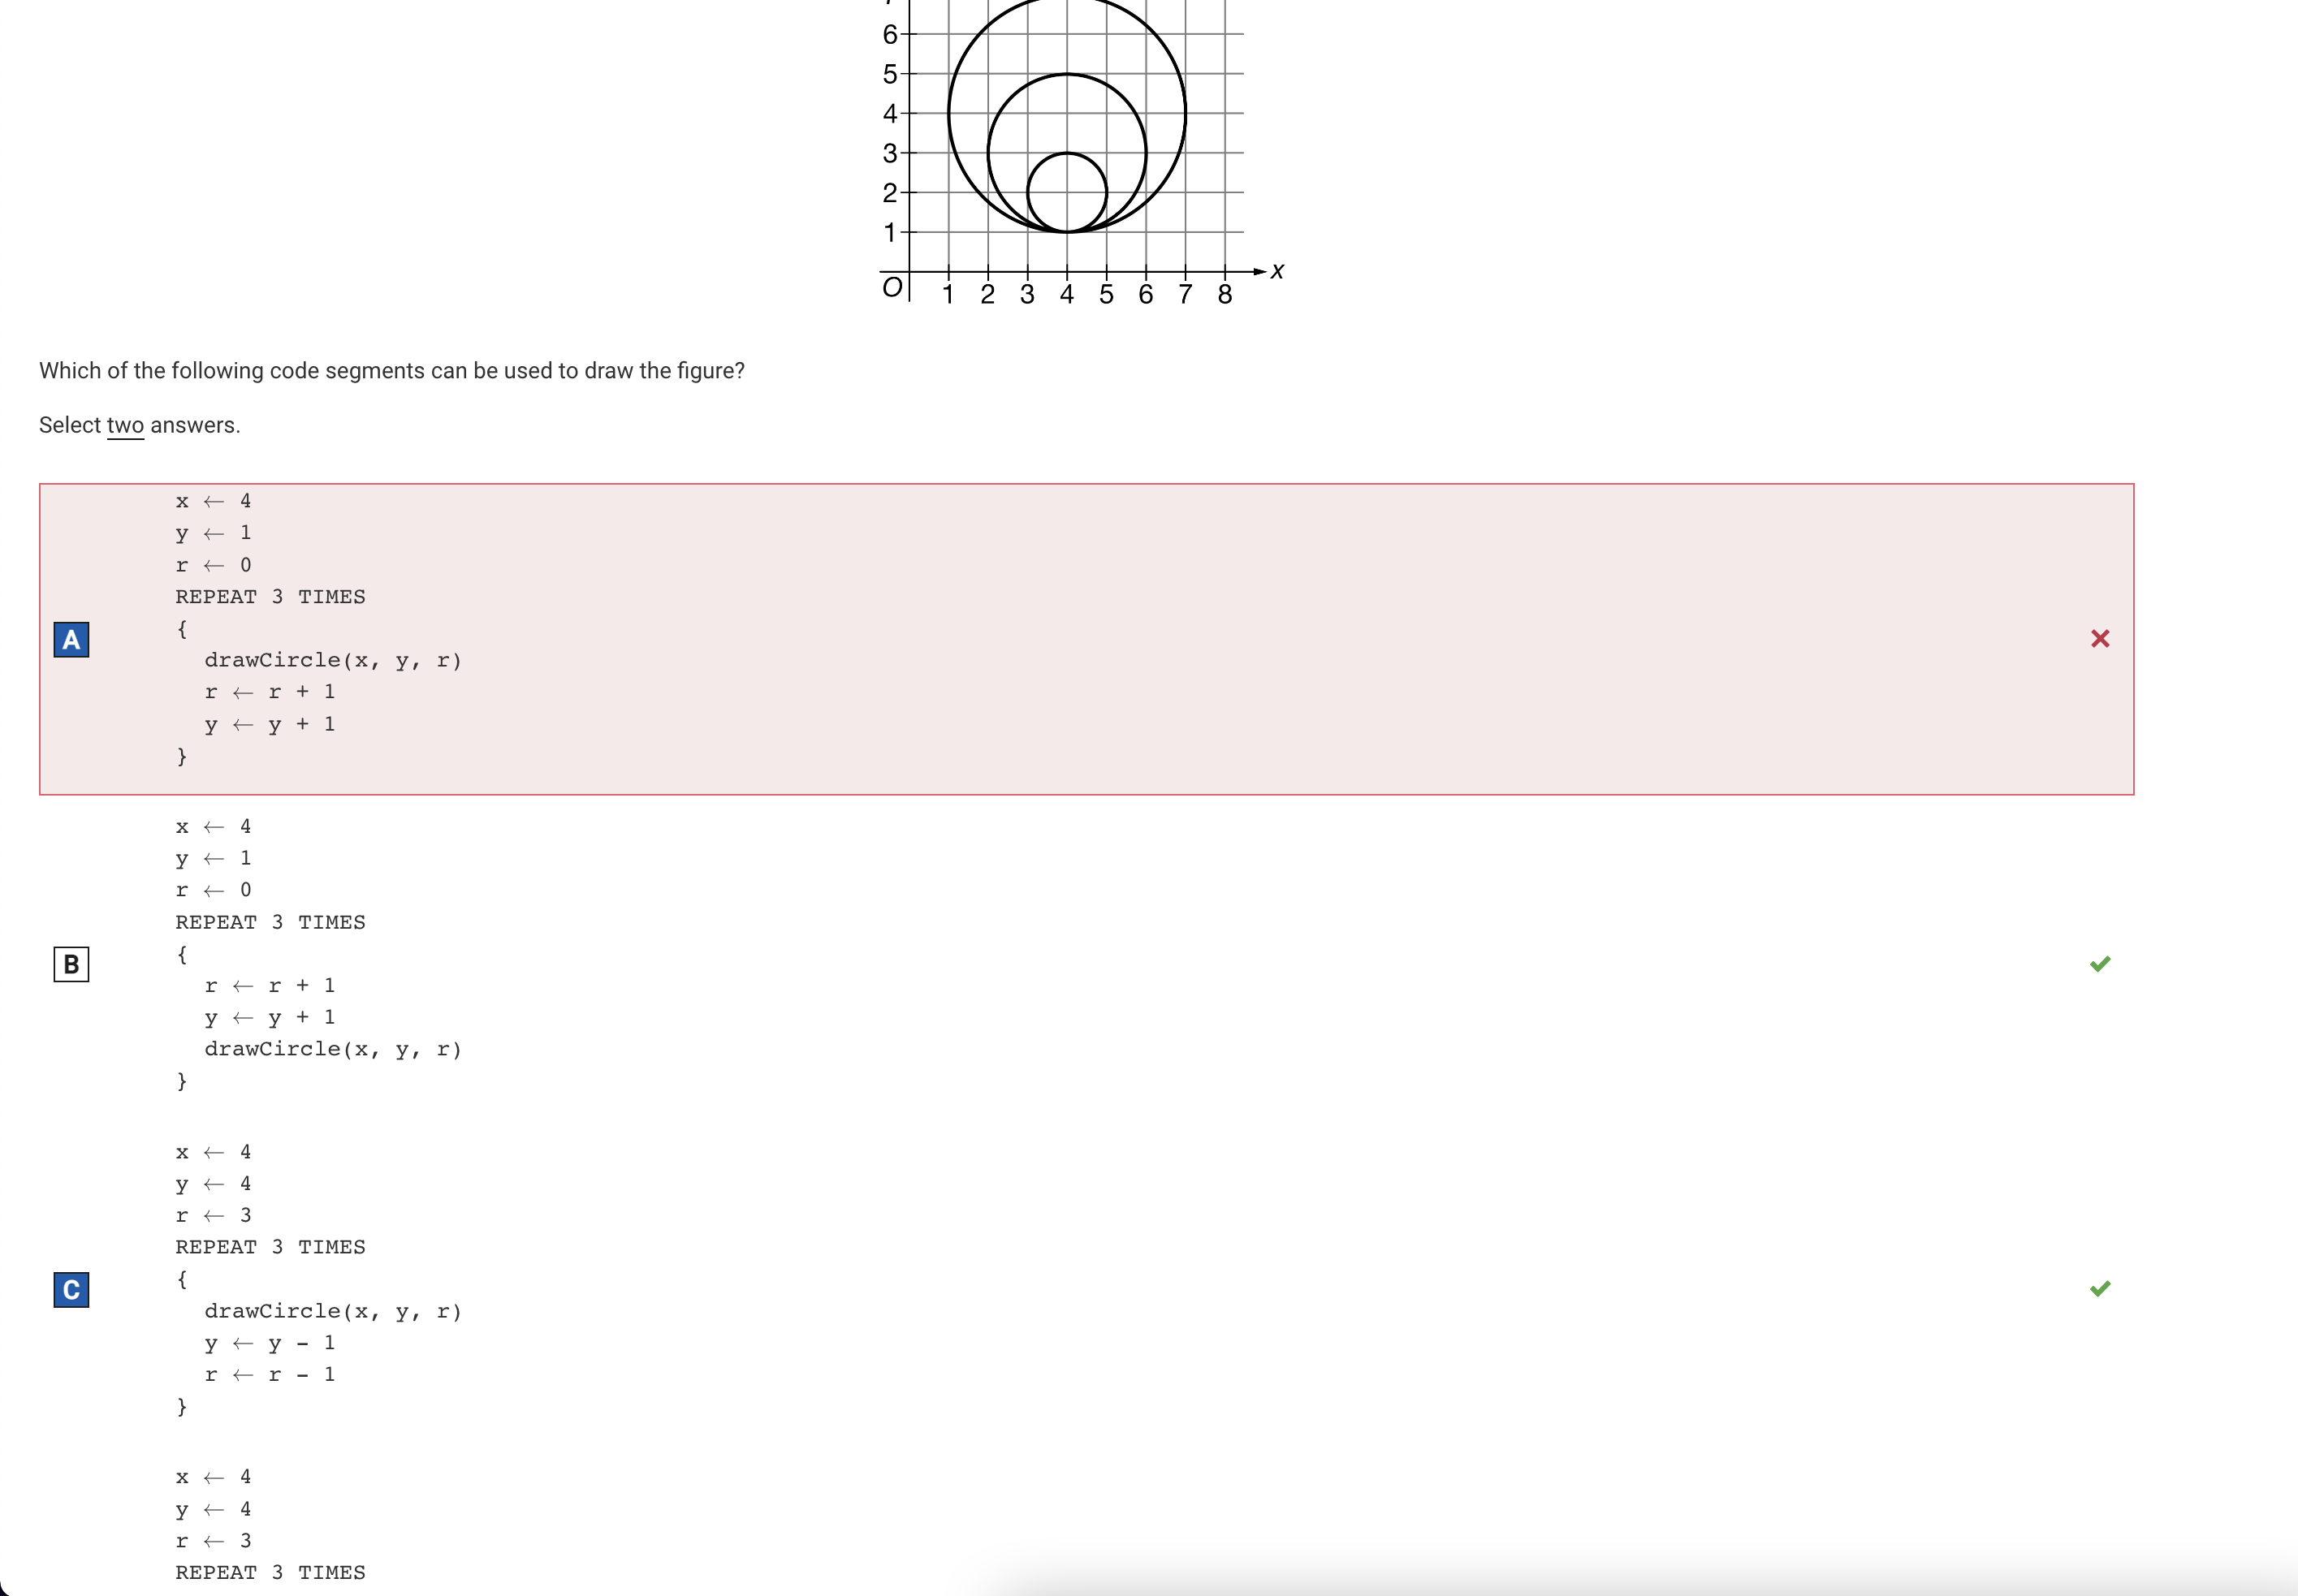 6
5
4
3
2
1
O
1 2 3 4 5 6 7 8
x
Which of the following code segments can be used to draw the figure?
Select two answers.
A
x ← 4
y ← 1
r ← 0
REPEAT 3 TIMES
{
drawCircle(x, y, r)
r ← r + 1
y ← y + 1
}
B
x ← 4
y ← 1
r ← 0
REPEAT 3 TIMES
{
r ← r + 1
y ← y + 1
drawCircle(x, y, r)
}
C
x ← 4
y ← 4
r ← 3
REPEAT 3 TIMES
{
drawCircle(x, y, r)
y ← y - 1
r ← r - 1
}
x ← 4
y ← 4
r ← 3
REPEAT 3 TIMES